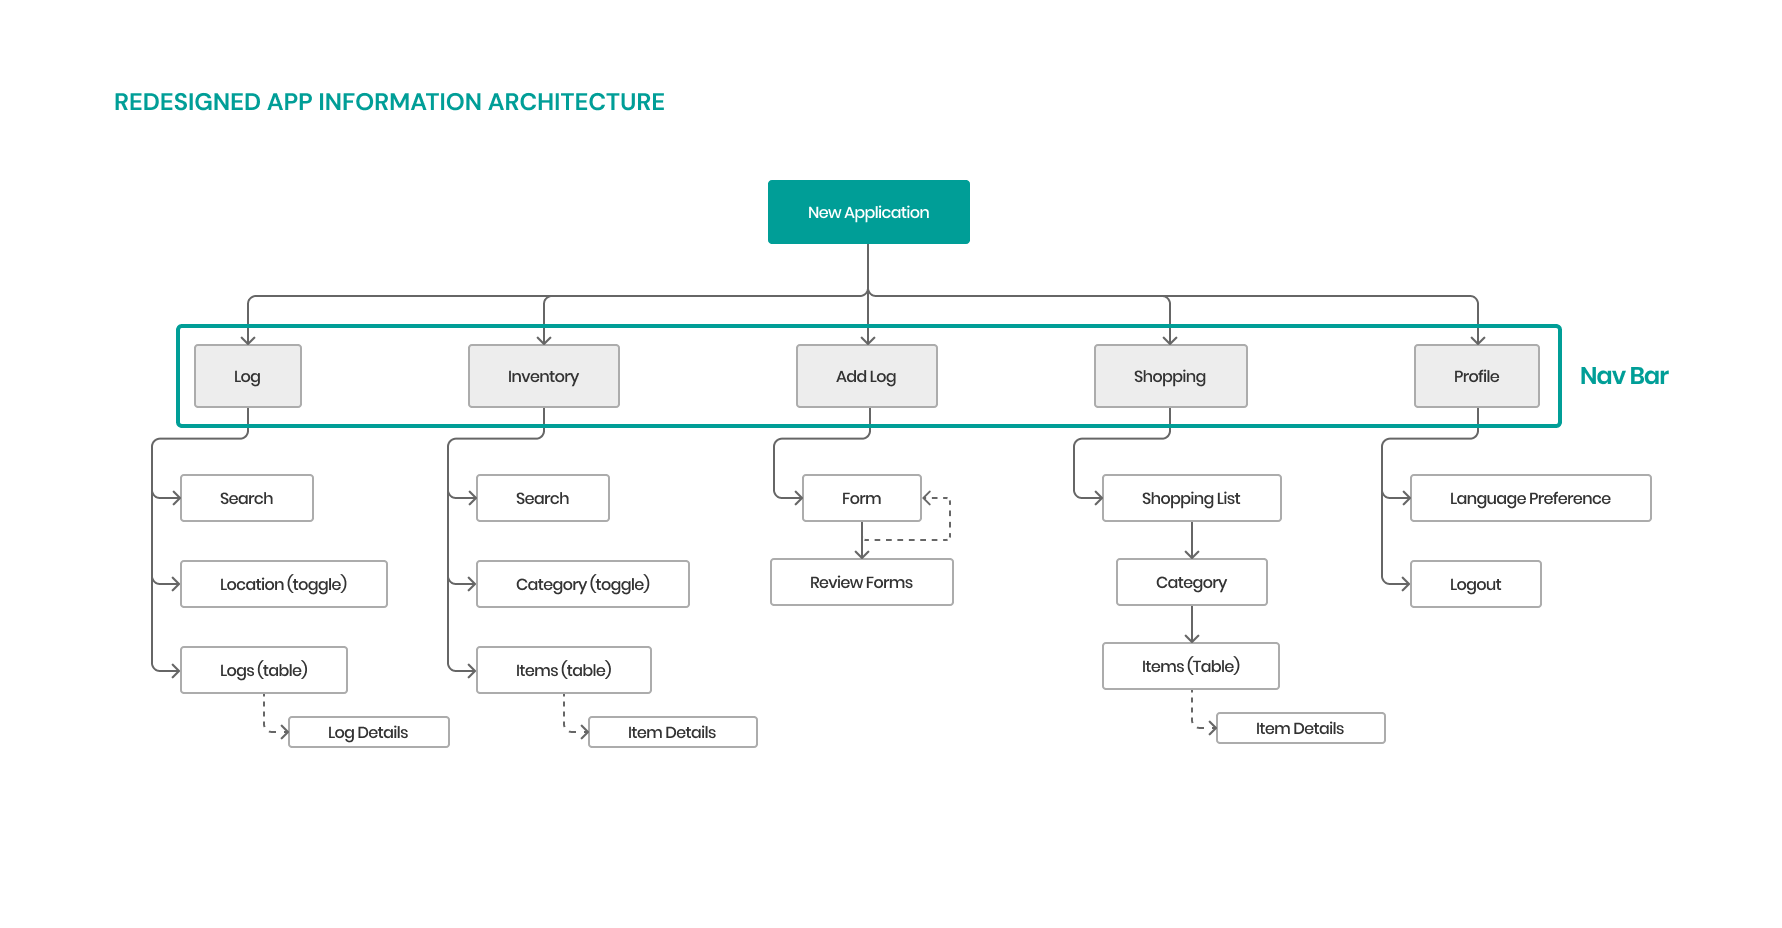 REDESIGNED APP INFORMATION ARCHITECTURE
New Application
Log
Inventory
Add Log
Shopping
Profile
Nav Bar
Search
Search
Form
Shopping List
Language Preference
Location (toggle)
Category (toggle)
Review Forms
Category
Logout
Logs (table)
Items (table)
Items (Table)
Log Details
Item Details
Item Details